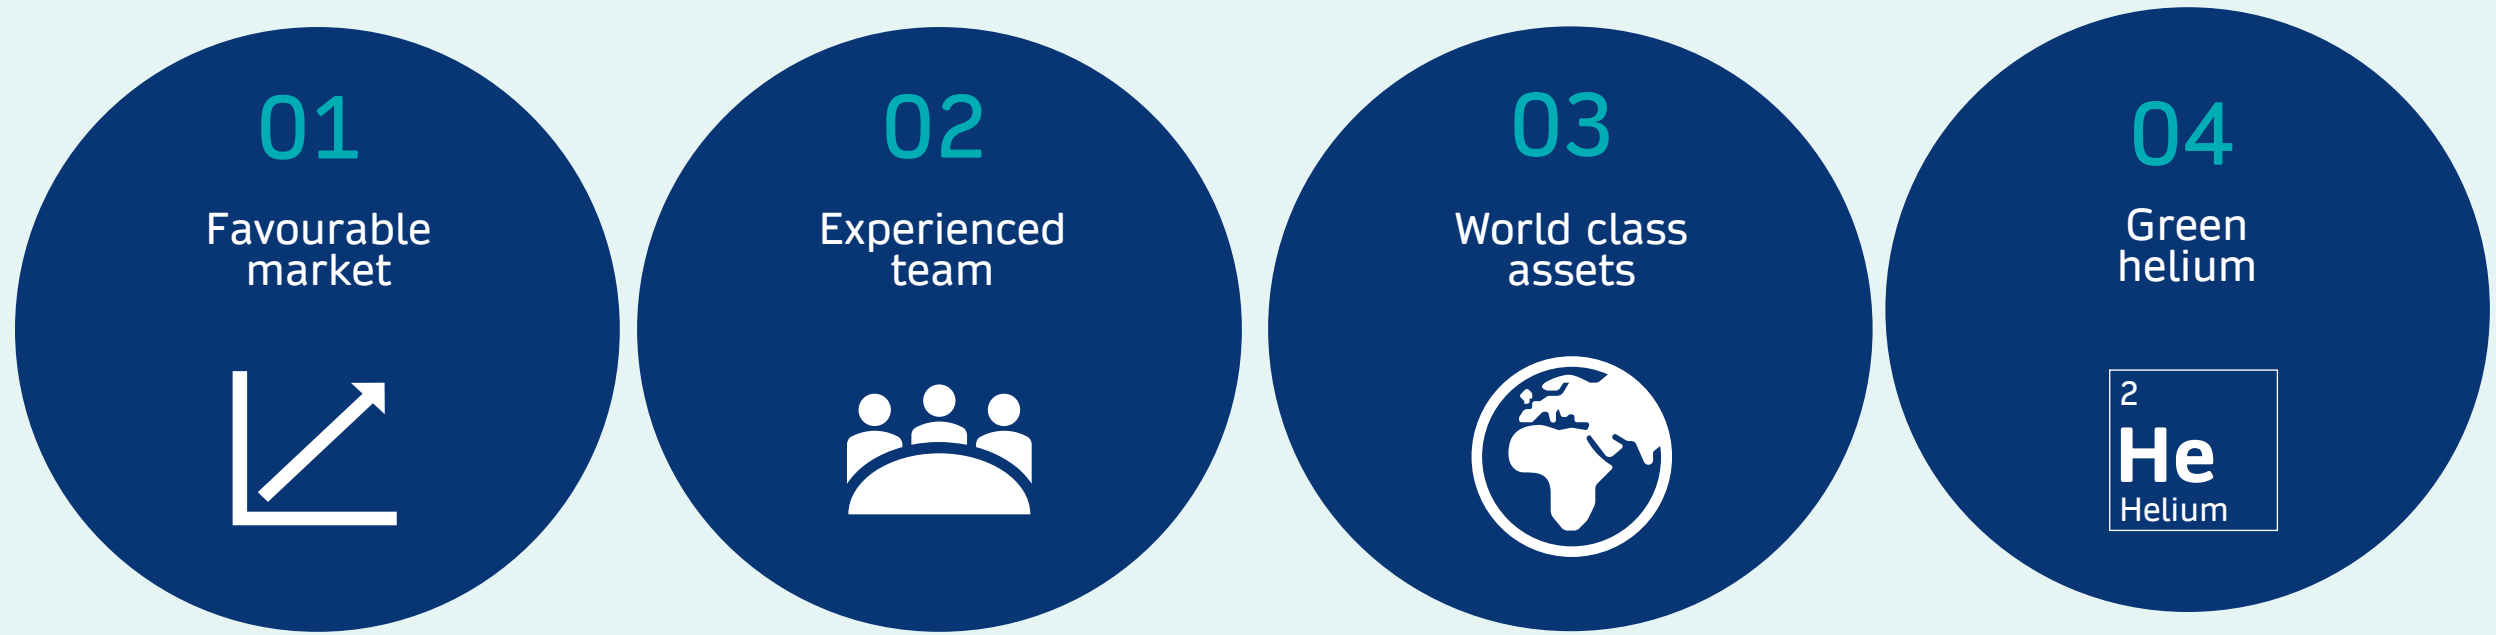 01
Favourable
market
02
Experienced
team
03
World class
assets
04
Green
helium
2
He
Helium